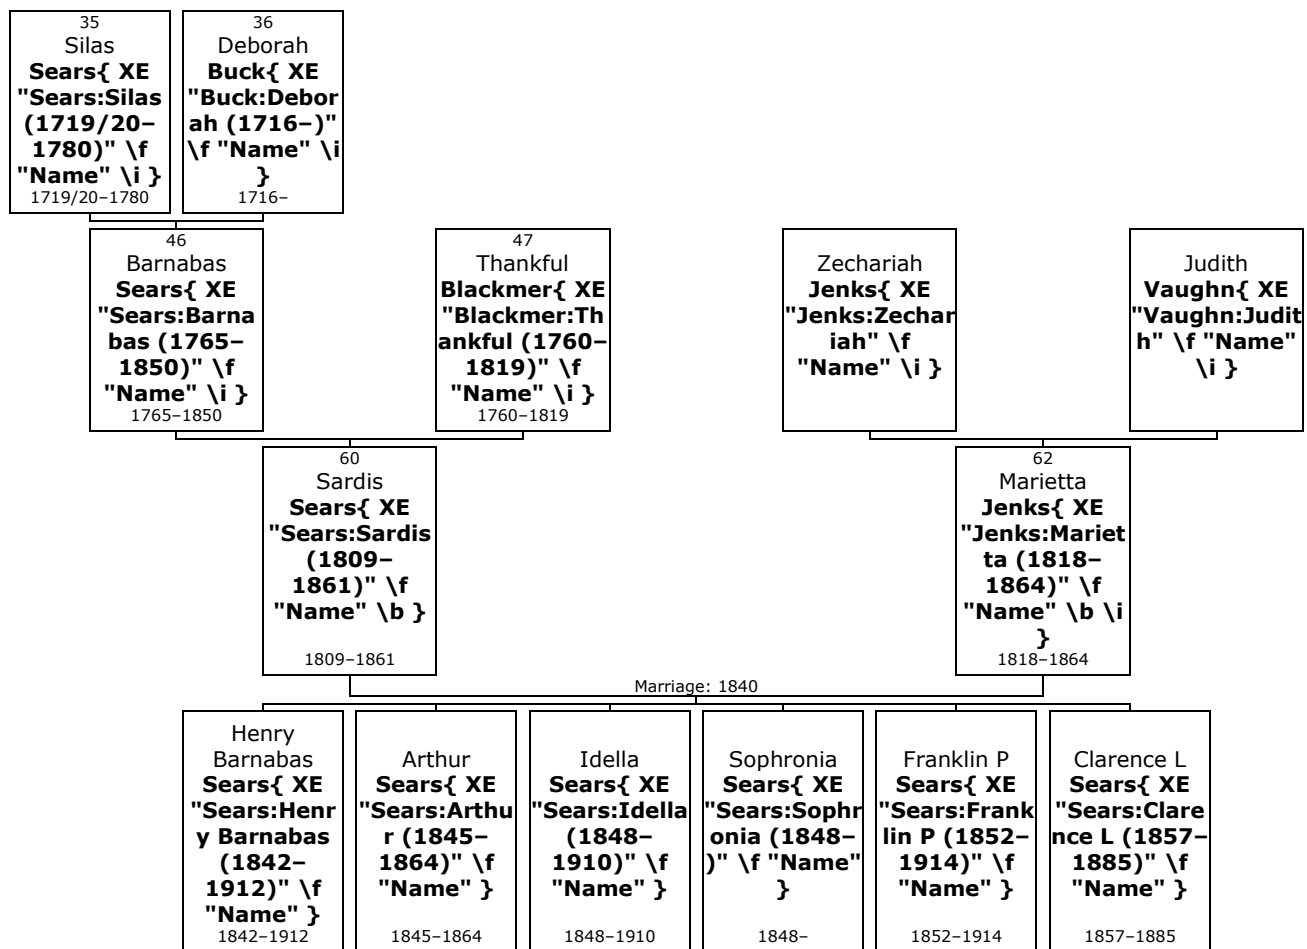 35
Silas
Sears{ XE
"Sears:Silas
(1719/20–
1780)" \f
"Name" \i }
1719/20–1780
36
Deborah
Buck{ XE
"Buck:Debor
ah (1716–)"
\f "Name" \i
}
1716–
46
Barnabas
Sears{ XE
"Sears:Barna
bas (1765–
1850)" \f
"Name" \i }
1765–1850
47
Thankful
Blackmer{ XE
"Blackmer:Th
ankful (1760–
1819)" \f
"Name" \i }
1760–1819
Zechariah
Jenks{ XE
"Jenks:Zechar
iah" \f
"Name" \i }
Judith
Vaughn{ XE
"Vaughn:Judit
h" \f "Name"
\i }
60
Sardis
Sears{ XE
"Sears:Sardis
(1809–
1861)" \f
"Name" \b }
1809–1861
62
Marietta
Jenks{ XE
"Jenks:Mariet
ta (1818–
1864)" \f
"Name" \b \i
}
1818–1864
Marriage: 1840
Henry
Barnabas
Sears{ XE
"Sears:Henr
y Barnabas
(1842–
1912)" \f
"Name" }
1842–1912
Arthur
Sears{ XE
"Sears:Arthu
r (1845–
1864)" \f
"Name" }
1845–1864
Idella
Sears{ XE
"Sears:Idella
(1848–
1910)" \f
"Name" }
1848–1910
Sophronia
Sears{ XE
"Sears:Sophr
onia (1848–
)" \f "Name"
}
1848–
Franklin P
Sears{ XE
"Sears:Frank
lin P (1852–
1914)" \f
"Name" }
1852–1914
Clarence L
Sears{ XE
"Sears:Clare
nce L (1857–
1885)" \f
"Name" }
1857–1885